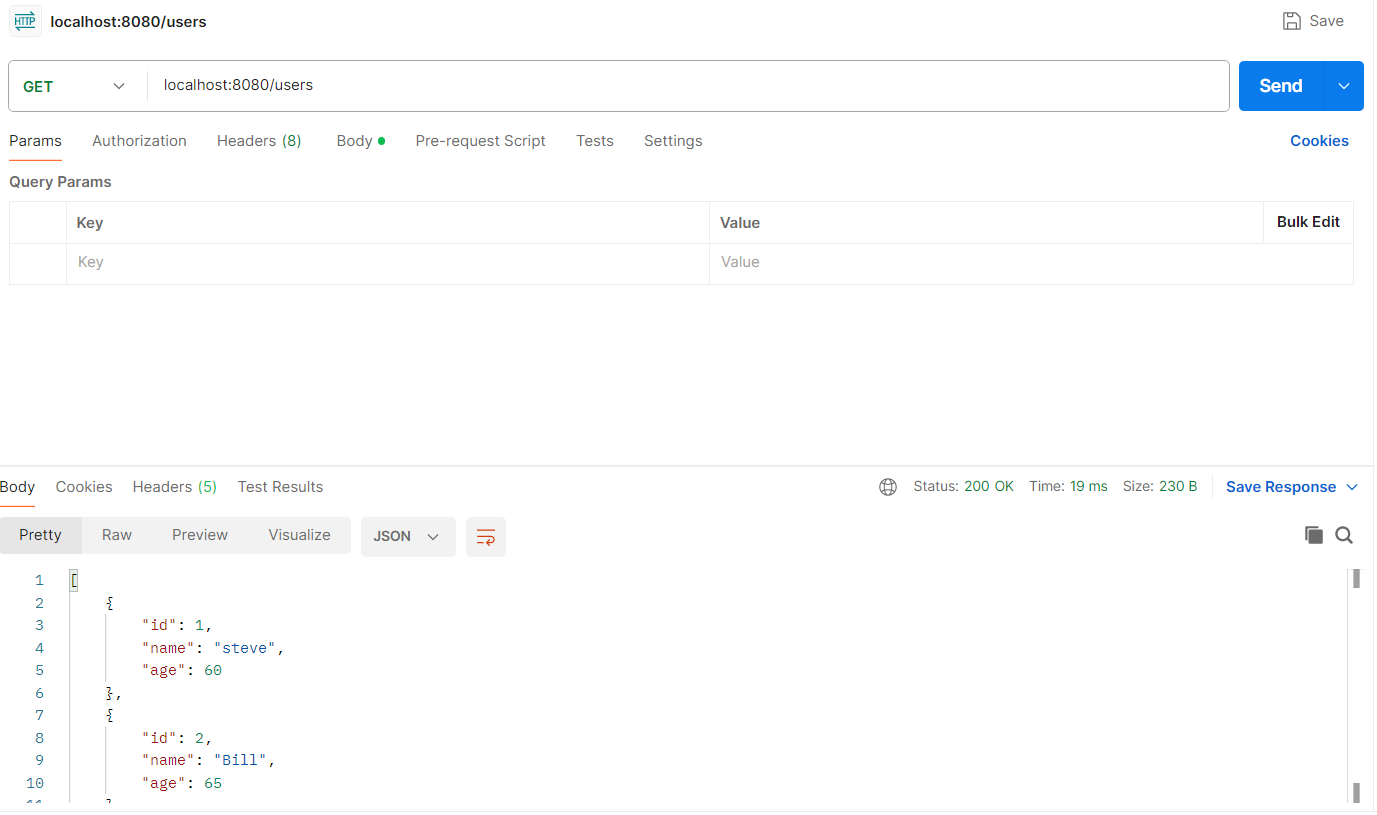 HTTP localhost:8080/users Save
GET localhost:8080/users Send
Params Authorization Headers (8) Body Pre-request Script Tests Settings Cookies
Query Params
Key Value Bulk Edit
Key Value
Body Cookies Headers (5) Test Results Status: 200 OK Time: 19 ms Size: 230 B Save Response
Pretty Raw Preview Visualize JSON
1 [
2 {
3 "id": 1,
4 "name": "steve",
5 "age": 60
6 },
7 {
8 "id": 2,
9 "name": "Bill",
10 "age": 65